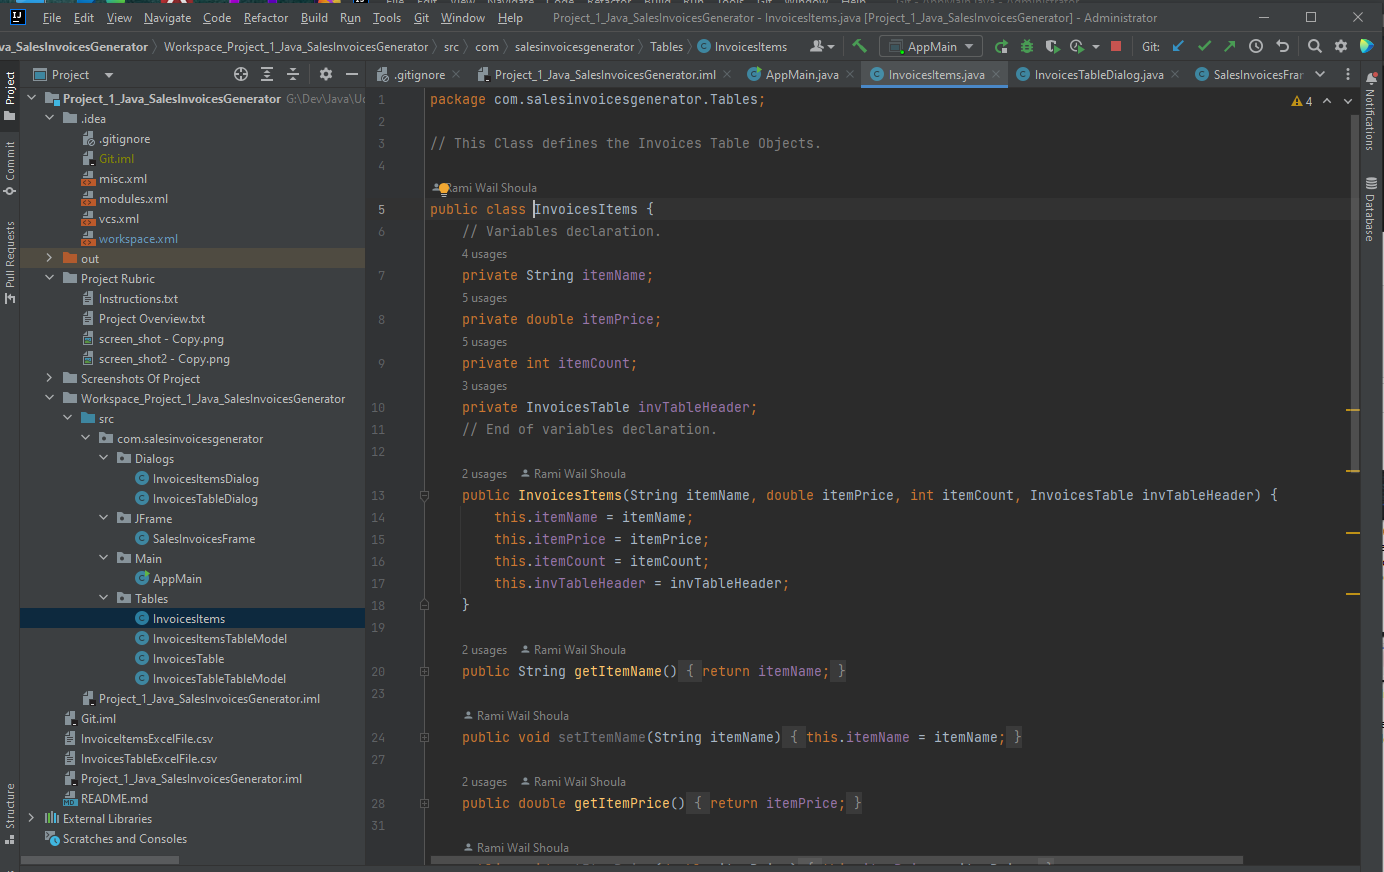 File Edit View Navigate Code Refactor Build Run Tools Git Window Help Project_1_Java_SalesInvoicesGenerator - InvoicesItems.java [Project_1_Java_SalesInvoicesGenerator] - Administrator
va_SalesInvoicesGenerator Workspace_Project_1_Java_SalesInvoicesGenerator src com salesinvoicesgenerator Tables InvoicesItems AppMain Git:
Project
.gitignore Project_1_Java_SalesInvoicesGenerator.iml AppMain.java InvoicesItems.java InvoicesTableDialog.java SalesInvoicesFrar
Project
Commit
Pull Requests
Structure
Project_1_Java_SalesInvoicesGenerator G:\Dev\Java\Uc
.idea
.gitignore
Git.iml
misc.xml
modules.xml
vcs.xml
workspace.xml
out
Project Rubric
Instructions.txt
Project Overview.txt
screen_shot - Copy.png
screen_shot2 - Copy.png
Screenshots Of Project
Workspace_Project_1_Java_SalesInvoicesGenerator
src
com.salesinvoicesgenerator
Dialogs
InvoicesItemsDialog
InvoicesTableDialog
JFrame
SalesInvoicesFrame
Main
AppMain
Tables
InvoicesItems
InvoicesItemsTableModel
InvoicesTable
InvoicesTableTableModel
Project_1_Java_SalesInvoicesGenerator.iml
Git.iml
InvoiceItemsExcelFile.csv
InvoicesTableExcelFile.csv
Project_1_Java_SalesInvoicesGenerator.iml
README.md
External Libraries
Scratches and Consoles
1 package com.salesinvoicesgenerator.Tables;
4
2
3 // This Class defines the Invoices Table Objects.
4
Rami Wail Shoula
5 public class InvoicesItems {
6 // Variables declaration.
4 usages
7 private String itemName;
5 usages
8 private double itemPrice;
5 usages
9 private int itemCount;
3 usages
10 private InvoicesTable invTableHeader;
11 // End of variables declaration.
12
2 usages Rami Wail Shoula
13 public InvoicesItems(String itemName, double itemPrice, int itemCount, InvoicesTable invTableHeader) {
14 this.itemName = itemName;
15 this.itemPrice = itemPrice;
16 this.itemCount = itemCount;
17 this.invTableHeader = invTableHeader;
18 }
19
2 usages Rami Wail Shoula
20 public String getItemName() { return itemName; }
23
Rami Wail Shoula
24 public void setItemName(String itemName) { this.itemName = itemName; }
27
2 usages Rami Wail Shoula
28 public double getItemPrice() { return itemPrice; }
31
Rami Wail Shoula
Notifications
Database